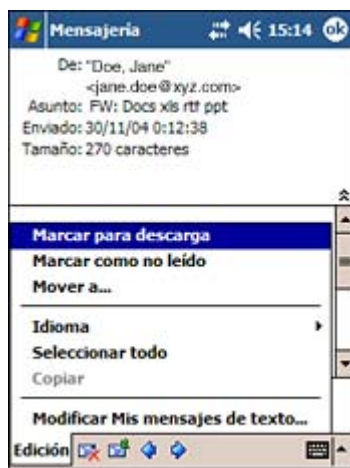 Mensajería 15:14 ok
De: "Doe, Jane"
<jane.doe@xyz.com>
Asunto: FW: Docs xls rtf ppt
Enviado: 30/11/04 0:12:38
Tamaño: 270 caracteres
Marcar para descarga
Marcar como no leído
Mover a...
Idioma
Seleccionar todo
Copiar
Modificar Mis mensajes de texto...
Edición